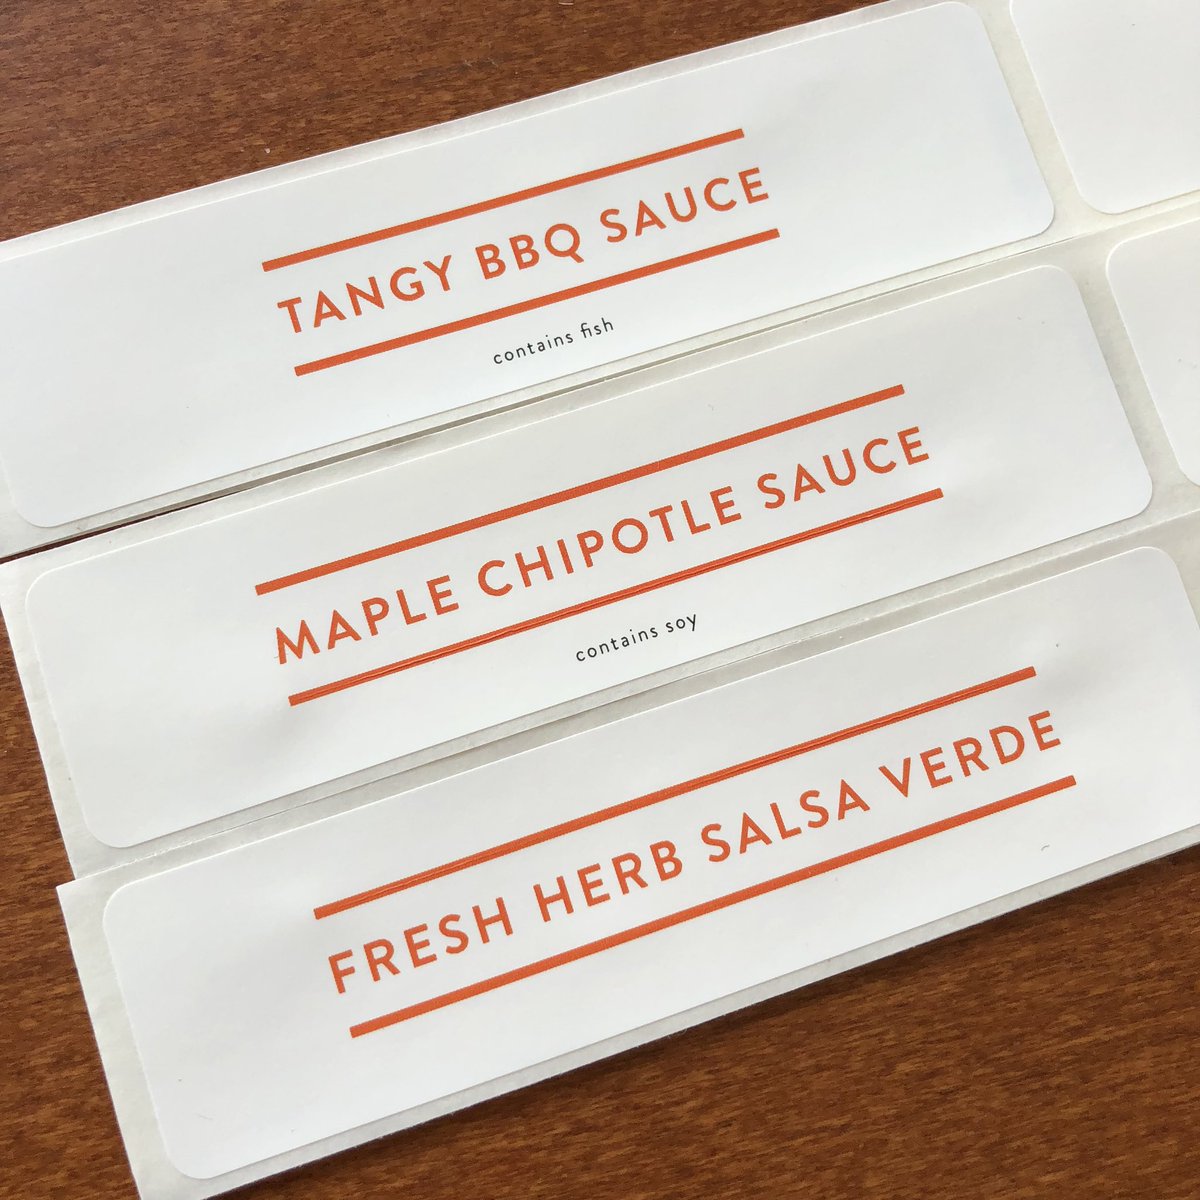 TANGY BBQ SAUCE
contains fish
MAPLE CHIPOTLE SAUCE
contains soy
FRESH HERB SALSA VERDE